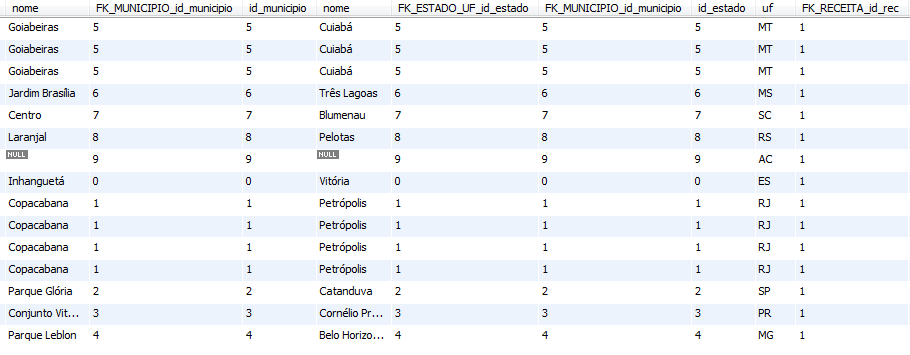 nome FK_MUNICIPIO_id_municipio id_municipio nome FK_ESTADO_UF_id_estado FK_MUNICIPIO_id_municipio id_estado uf FK_RECEITA_id_rec
Goiabeiras 5 5 Cuiabá 5 5 5 MT 1
Goiabeiras 5 5 Cuiabá 5 5 5 MT 1
Goiabeiras 5 5 Cuiabá 5 5 5 MT 1
Jardim Brasília 6 6 Três Lagoas 6 6 6 MS 1
Centro 7 7 Blumenau 7 7 7 SC 1
Laranjal 8 8 Pelotas 8 8 8 RS 1
NULL 9 9 NULL 9 9 9 AC 1
Inhanguetá 0 0 Vitória 0 0 0 ES 1
Copacabana 1 1 Petrópolis 1 1 1 RJ 1
Copacabana 1 1 Petrópolis 1 1 1 RJ 1
Copacabana 1 1 Petrópolis 1 1 1 RJ 1
Copacabana 1 1 Petrópolis 1 1 1 RJ 1
Parque Glória 2 2 Catanduva 2 2 2 SP 1
Conjunto Vit... 3 3 Cornélio Pr... 3 3 3 PR 1
Parque Leblon 4 4 Belo Horizo... 4 4 4 MG 1